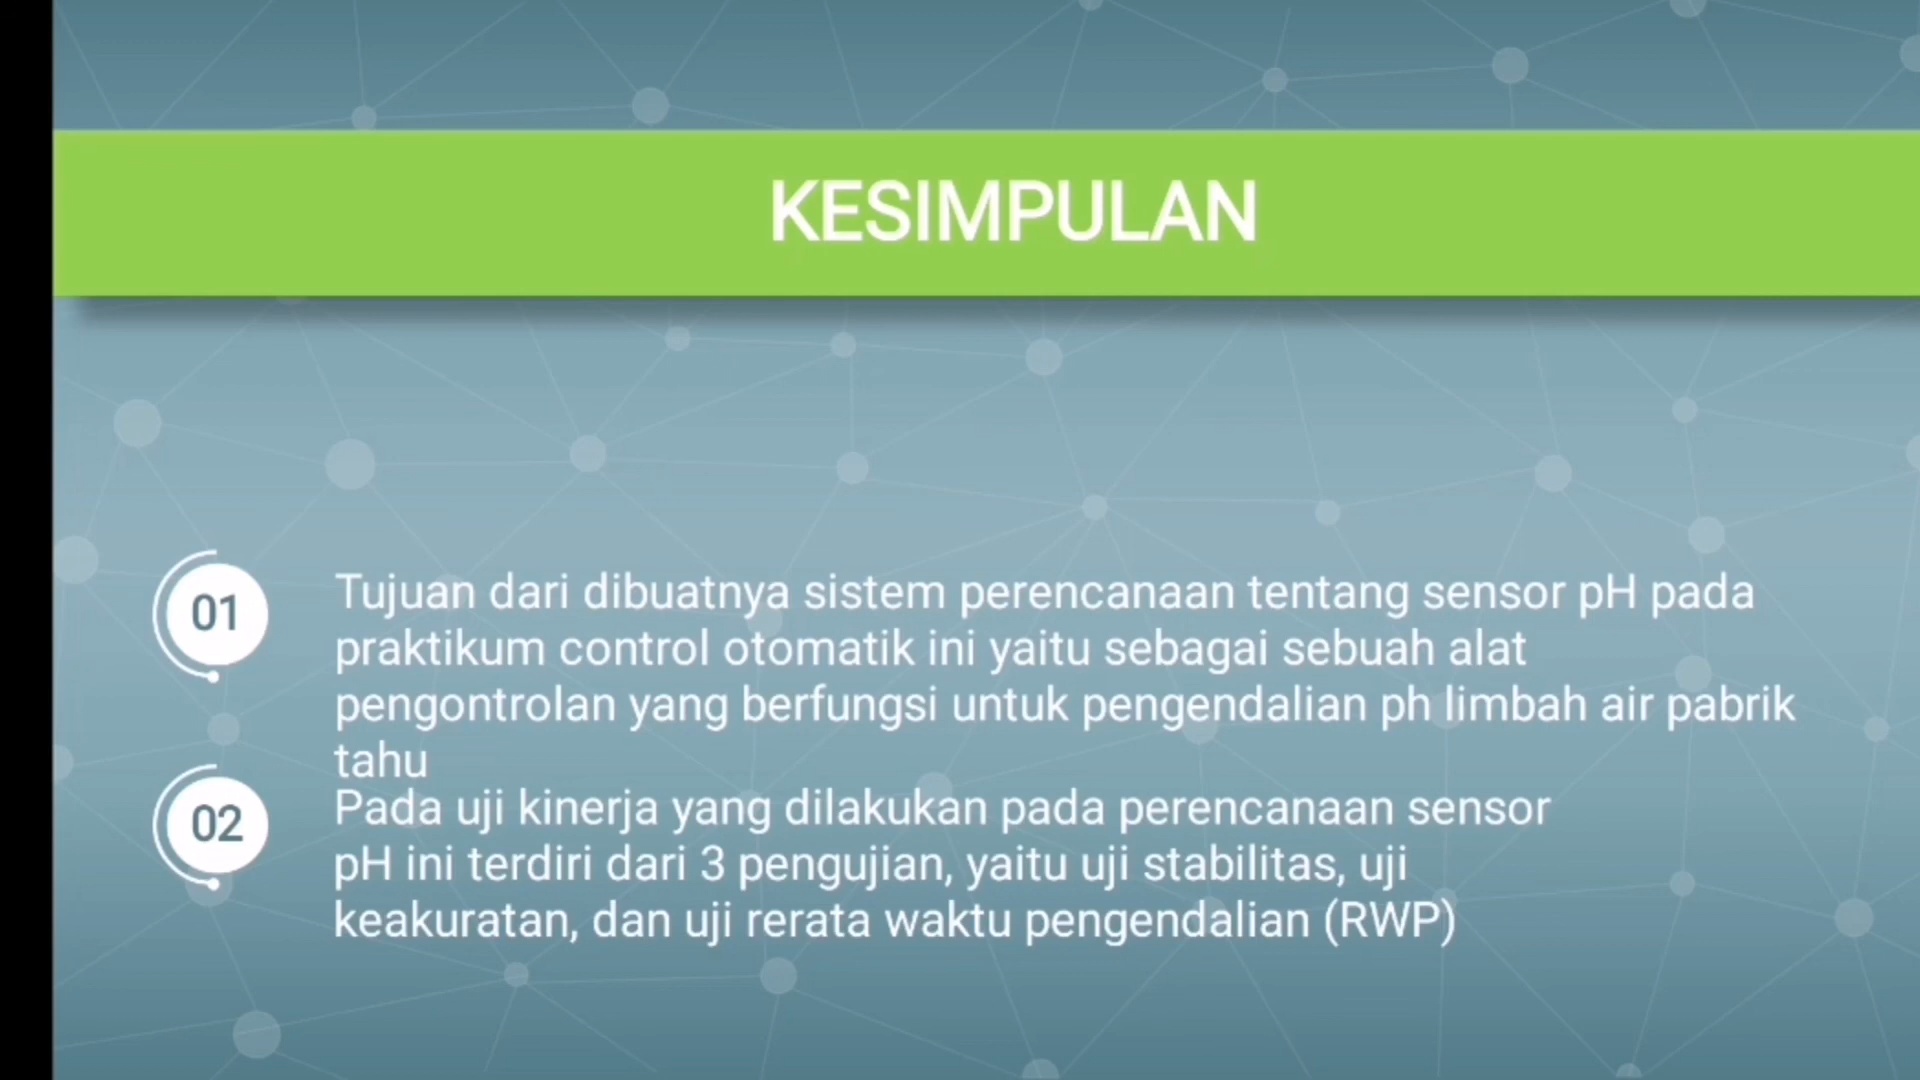 KESIMPULAN
01
Tujuan dari dibuatnya sistem perencanaan tentang sensor pH pada
praktikum control otomatik ini yaitu sebagai sebuah alat
pengontrolan yang berfungsi untuk pengendalian ph limbah air pabrik
tahu
02
Pada uji kinerja yang dilakukan pada perencanaan sensor
pH ini terdiri dari 3 pengujian, yaitu uji stabilitas, uji
keakuratan, dan uji rerata waktu pengendalian (RWP)